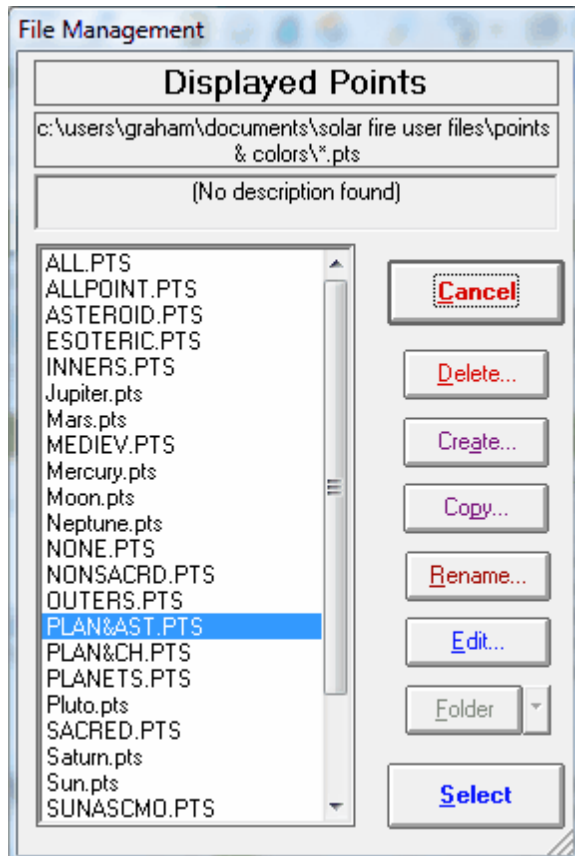 File Management
Displayed Points
c:\users\graham\documents\solar fire user files\points
& colors\*.pts
(No description found)
ALL.PTS
ALLPOINT.PTS
ASTEROID.PTS
ESOTERIC.PTS
INNERS.PTS
Jupiter.pts
Mars.pts
MEDIEV.PTS
Mercury.pts
Moon.pts
Neptune.pts
NONE.PTS
NONSACRD.PTS
OUTERS.PTS
PLAN&AST.PTS
PLAN&CH.PTS
PLANETS.PTS
Pluto.pts
SACRED.PTS
Saturn.pts
Sun.pts
SUNASCMO.PTS
Cancel
Delete...
Create...
Copy...
Rename...
Edit...
Folder
Select